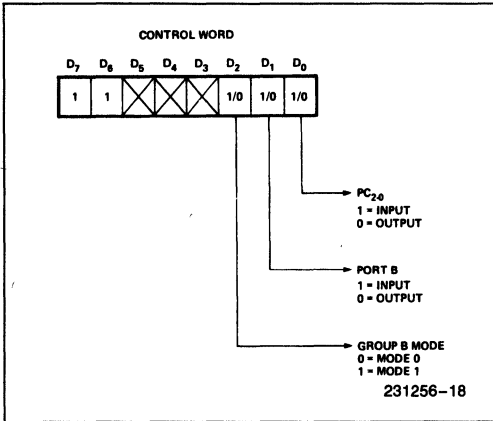 CONTROL WORD
D7 D6 D5 D4 D3 D2 D1 D0
1 1 1/0 1/0 1/0
PC2-0
1 = INPUT
0 = OUTPUT
PORT B
1 = INPUT
0 = OUTPUT
GROUP B MODE
0 = MODE 0
1 = MODE 1
231256-18